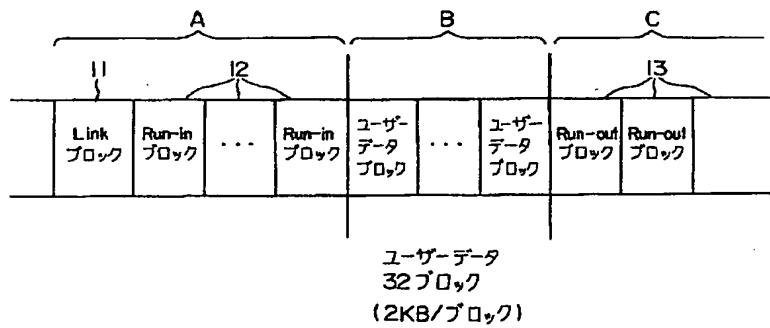 A B C
11 12 13
Link
ブロック
Run-in
ブロック
...
Run-in
ブロック
ユーザー
データ
ブロック
...
ユーザー
データ
ブロック
Run-out
ブロック
Run-out
ブロック
ユーザーデータ
32ブロック
(2KB/ブロック)